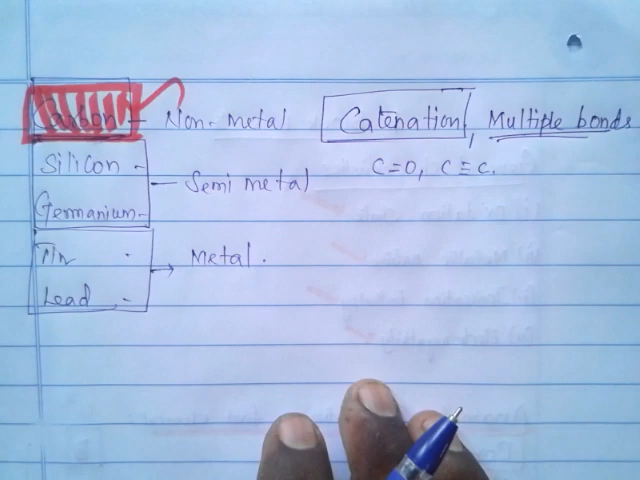 Carbon - Non-metal Catenation, Multiple bonds
Silicon - C=O, C≡C.
- Semi metal
Germanium -
Tin - → Metal.
Lead -